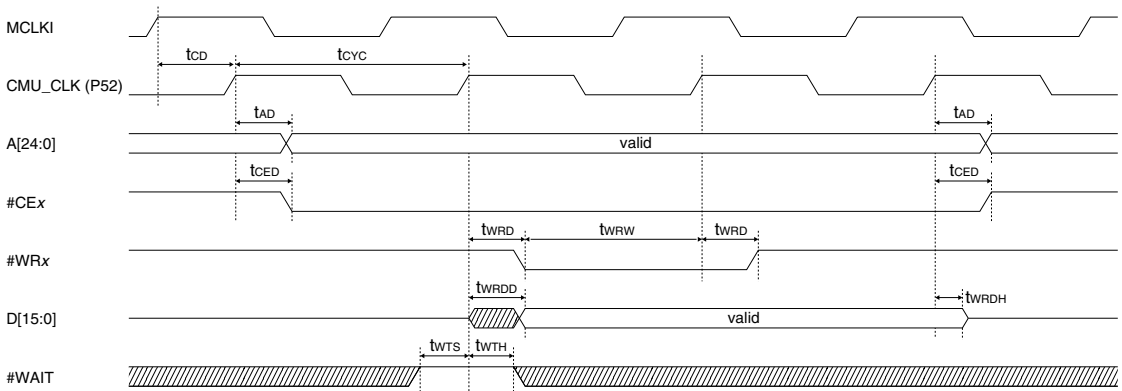 MCLKI
tCD
tCYC
CMU_CLK (P52)
tAD
tAD
A[24:0]
valid
tCED
tCED
#CEx
tWRD
tWRW
tWRD
#WRx
tWRDD
tWRDH
D[15:0]
valid
tWTS
tWTH
#WAIT